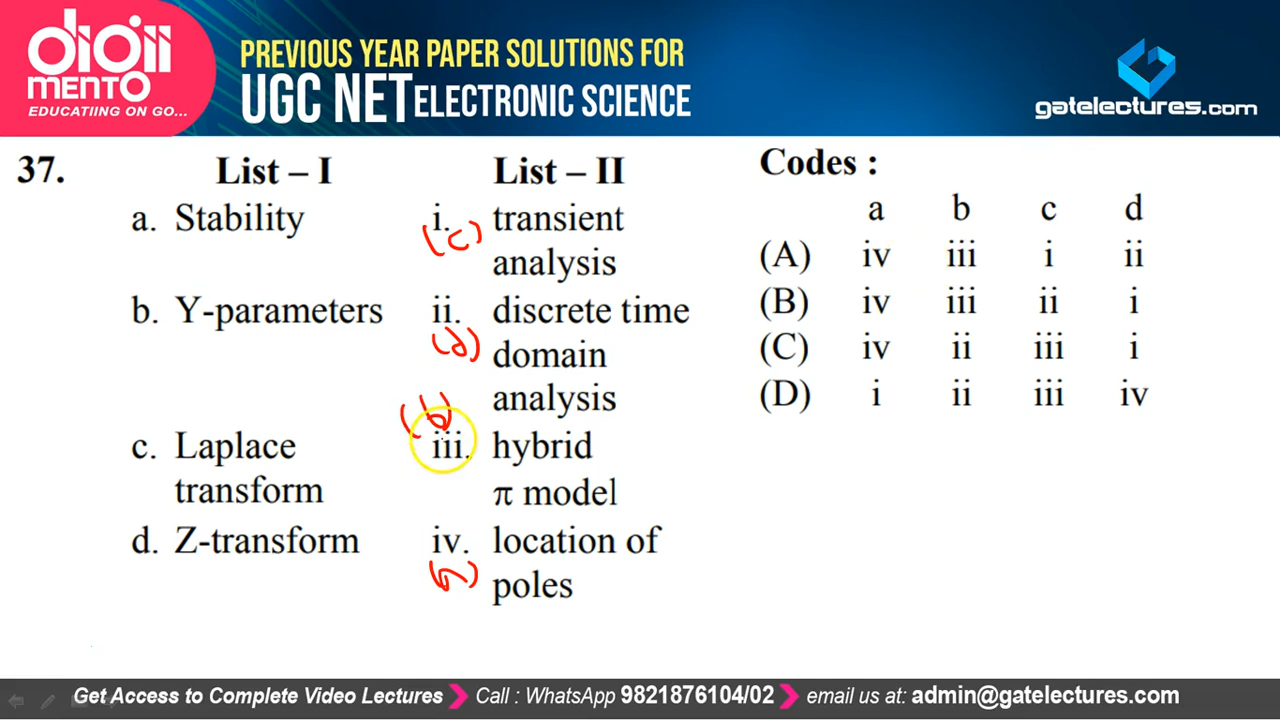 digii
MENTO
EDUCATIING ON GO...
PREVIOUS YEAR PAPER SOLUTIONS FOR
UGC NET ELECTRONIC SCIENCE
gatelectures.com
37. List – I List – II
a. Stability i. transient
(c)
analysis
b. Y-parameters ii. discrete time
(d) domain
analysis
(b)
c. Laplace iii. hybrid
transform π model
d. Z-transform iv. location of
(a) poles
Codes :
a b c d
(A) iv iii i ii
(B) iv iii ii i
(C) iv ii iii i
(D) i ii iii iv
Get Access to Complete Video Lectures Call : WhatsApp 9821876104/02 email us at: admin@gatelectures.com